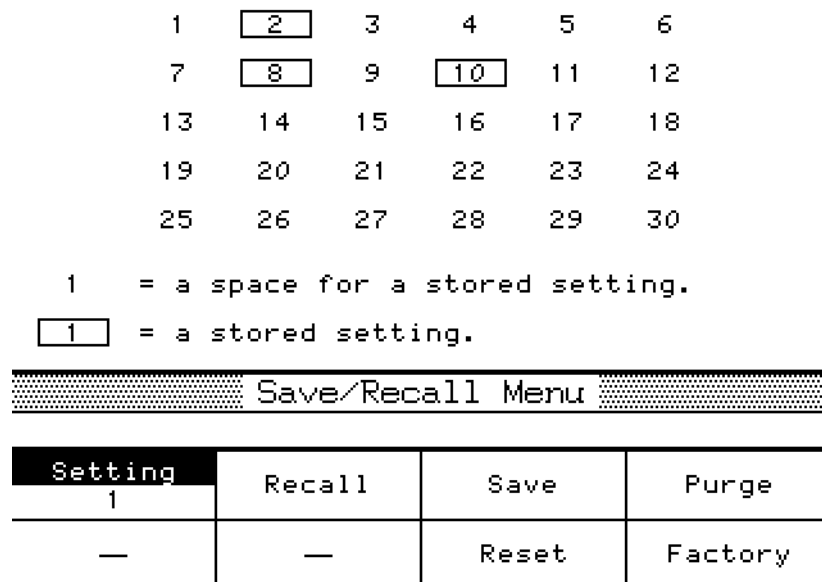 1 2 3 4 5 6
7 8 9 10 11 12
13 14 15 16 17 18
19 20 21 22 23 24
25 26 27 28 29 30
1 = a space for a stored setting.
1 = a stored setting.
Save/Recall Menu
Setting
1
Recall Save Purge
— — Reset Factory